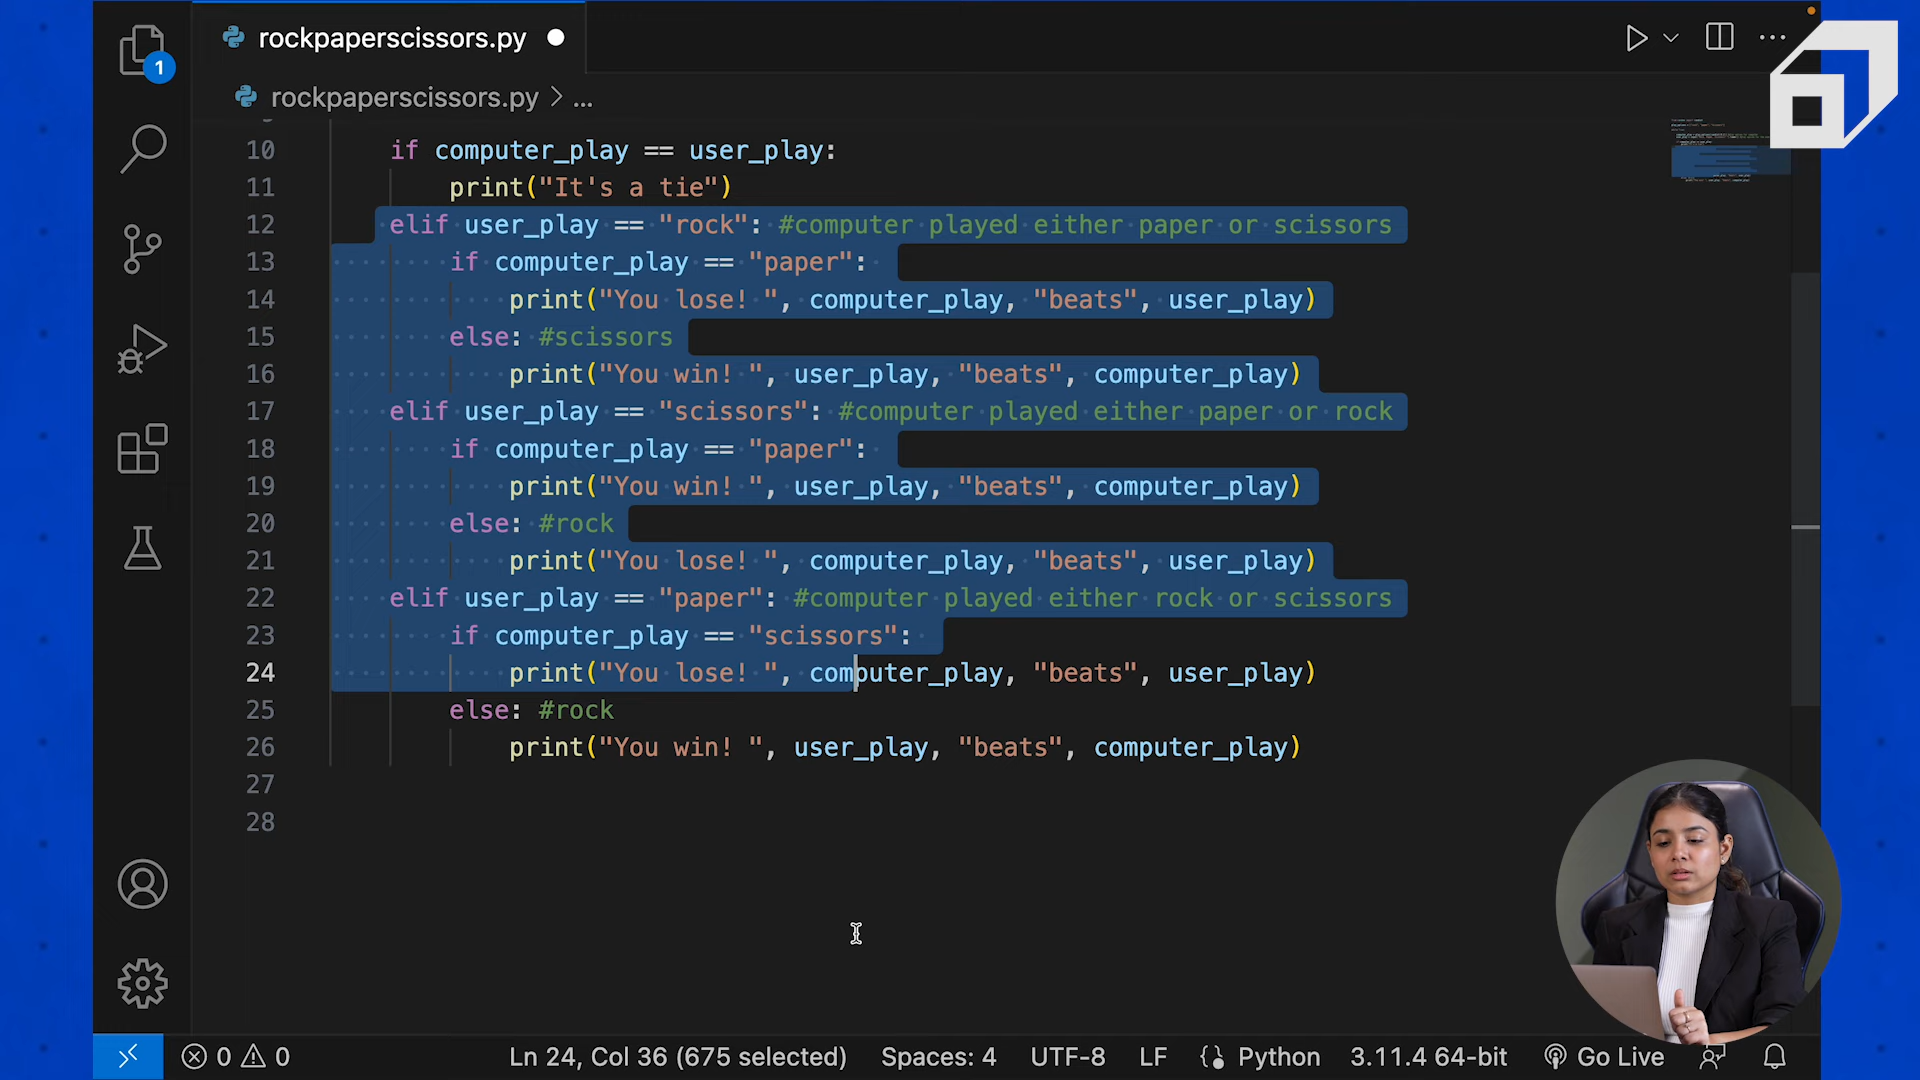 1
rockpaperscissors.py
rockpaperscissors.py > ...
10 if computer_play == user_play:
11 print("It's a tie")
12 elif user_play == "rock": #computer played either paper or scissors
13 if computer_play == "paper":
14 print("You lose! ", computer_play, "beats", user_play)
15 else: #scissors
16 print("You win! ", user_play, "beats", computer_play)
17 elif user_play == "scissors": #computer played either paper or rock
18 if computer_play == "paper":
19 print("You win! ", user_play, "beats", computer_play)
20 else: #rock
21 print("You lose! ", computer_play, "beats", user_play)
22 elif user_play == "paper": #computer played either rock or scissors
23 if computer_play == "scissors":
24 print("You lose! ", computer_play, "beats", user_play)
25 else: #rock
26 print("You win! ", user_play, "beats", computer_play)
27
28
0 0 Ln 24, Col 36 (675 selected) Spaces: 4 UTF-8 LF Python 3.11.4 64-bit Go Live